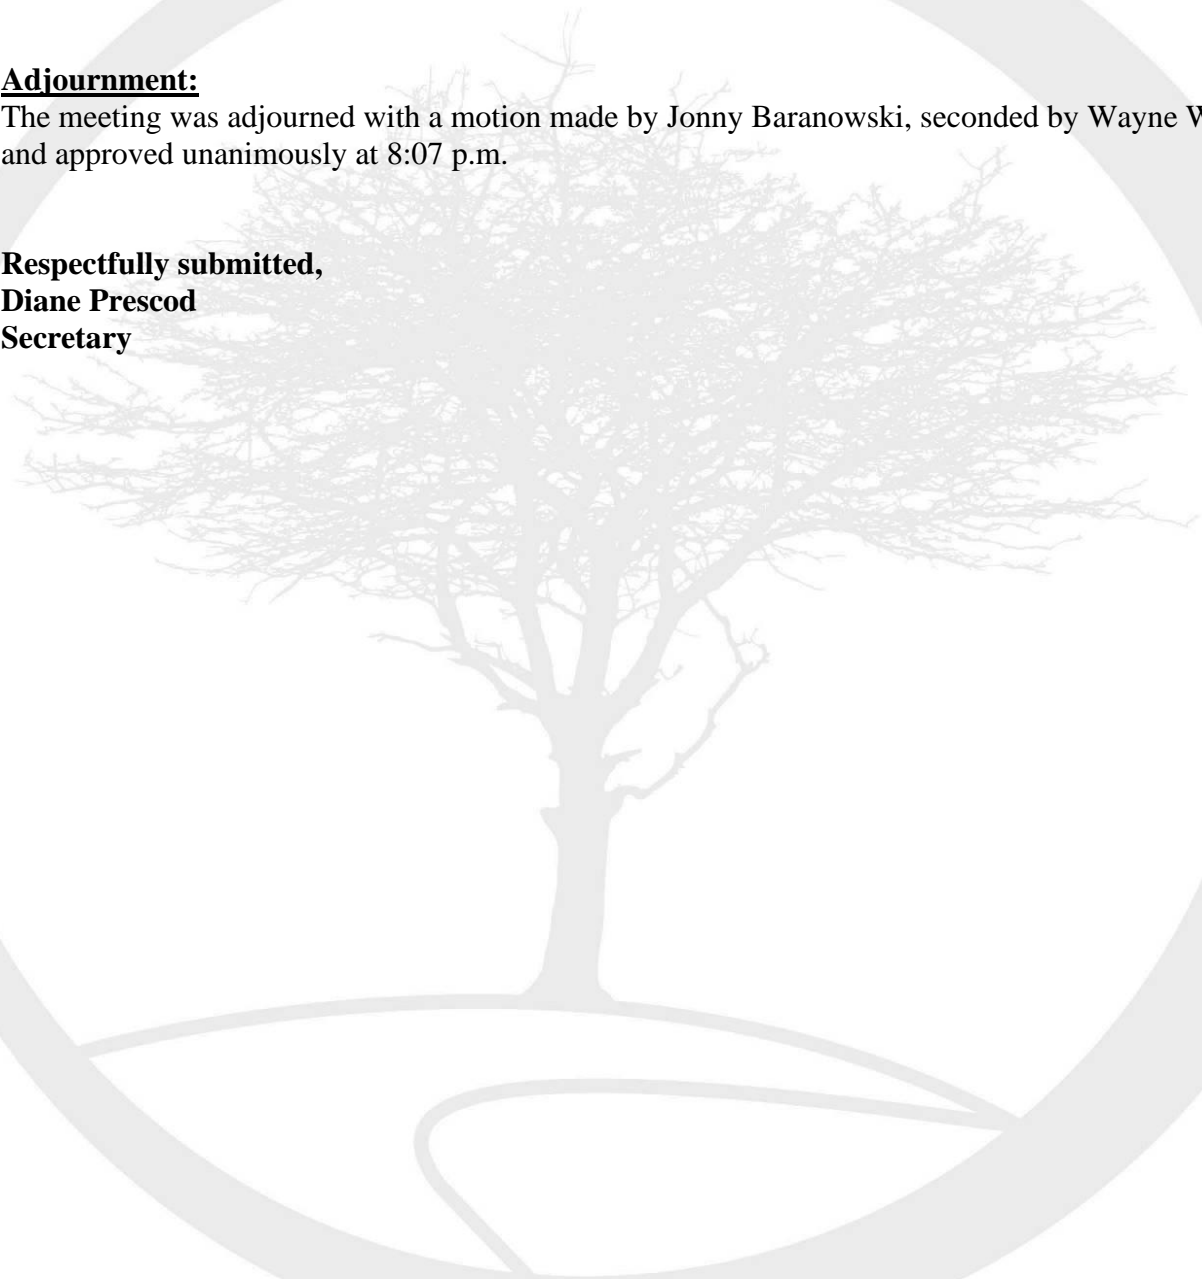 Adjournment:
The meeting was adjourned with a motion made by Jonny Baranowski, seconded by Wayne
and approved unanimously at 8:07 p.m.
Respectfully submitted,
Diane Prescod
Secretary